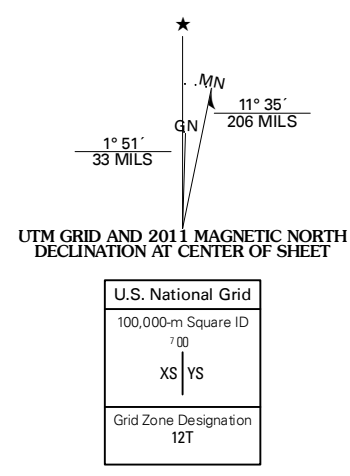 ★
MN
GN
11° 35´
206 MILS
1° 51´
33 MILS
UTM GRID AND 2011 MAGNETIC NORTH
DECLINATION AT CENTER OF SHEET
U.S. National Grid
100,000-m Square ID
7 00
XS YS
Grid Zone Designation
12T